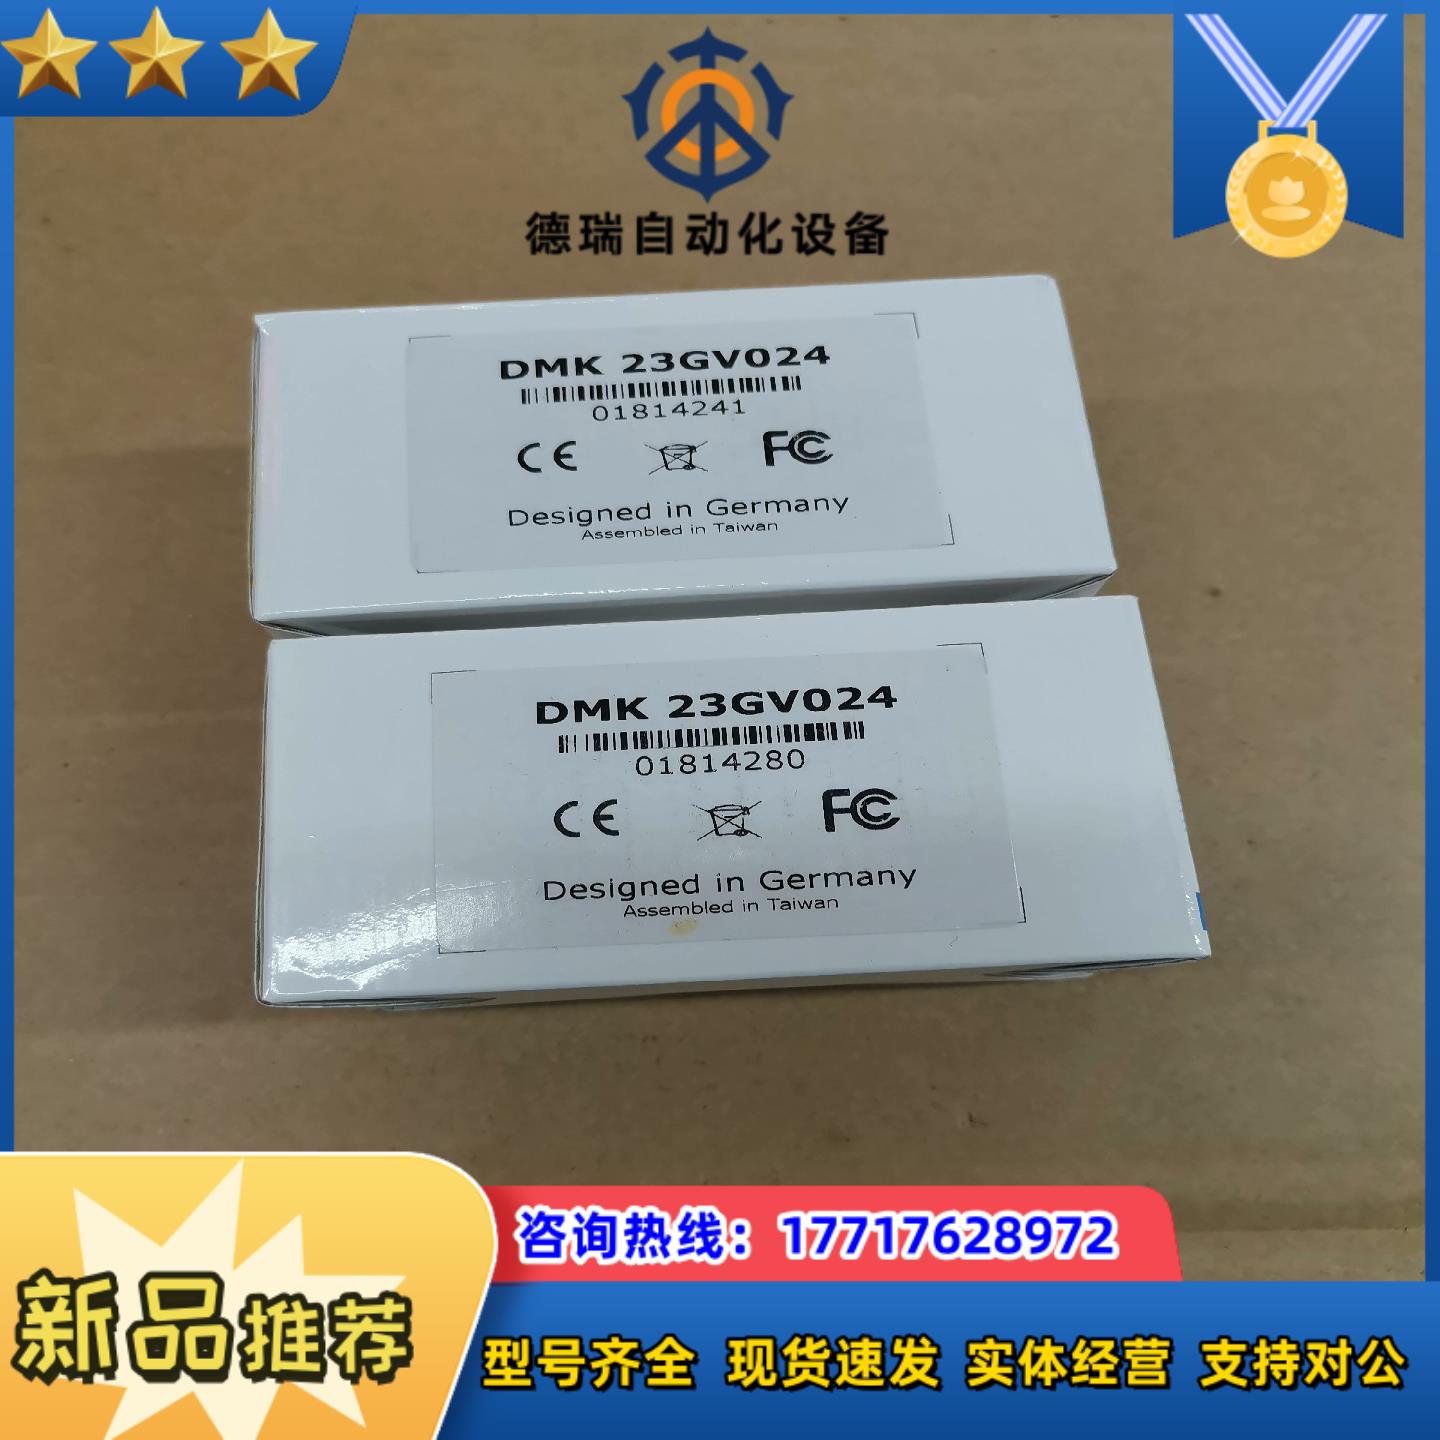 德瑞自动化设备
DMK 23GV024
01814241
CE
FC
Designed in Germany
Assembled in Taiwan
DMK 23GV024
01814280
CE
FC
Designed in Germany
Assembled in Taiwan
咨询热线：17717628972
新品推荐
型号齐全 现货速发 实体经营 支持对公